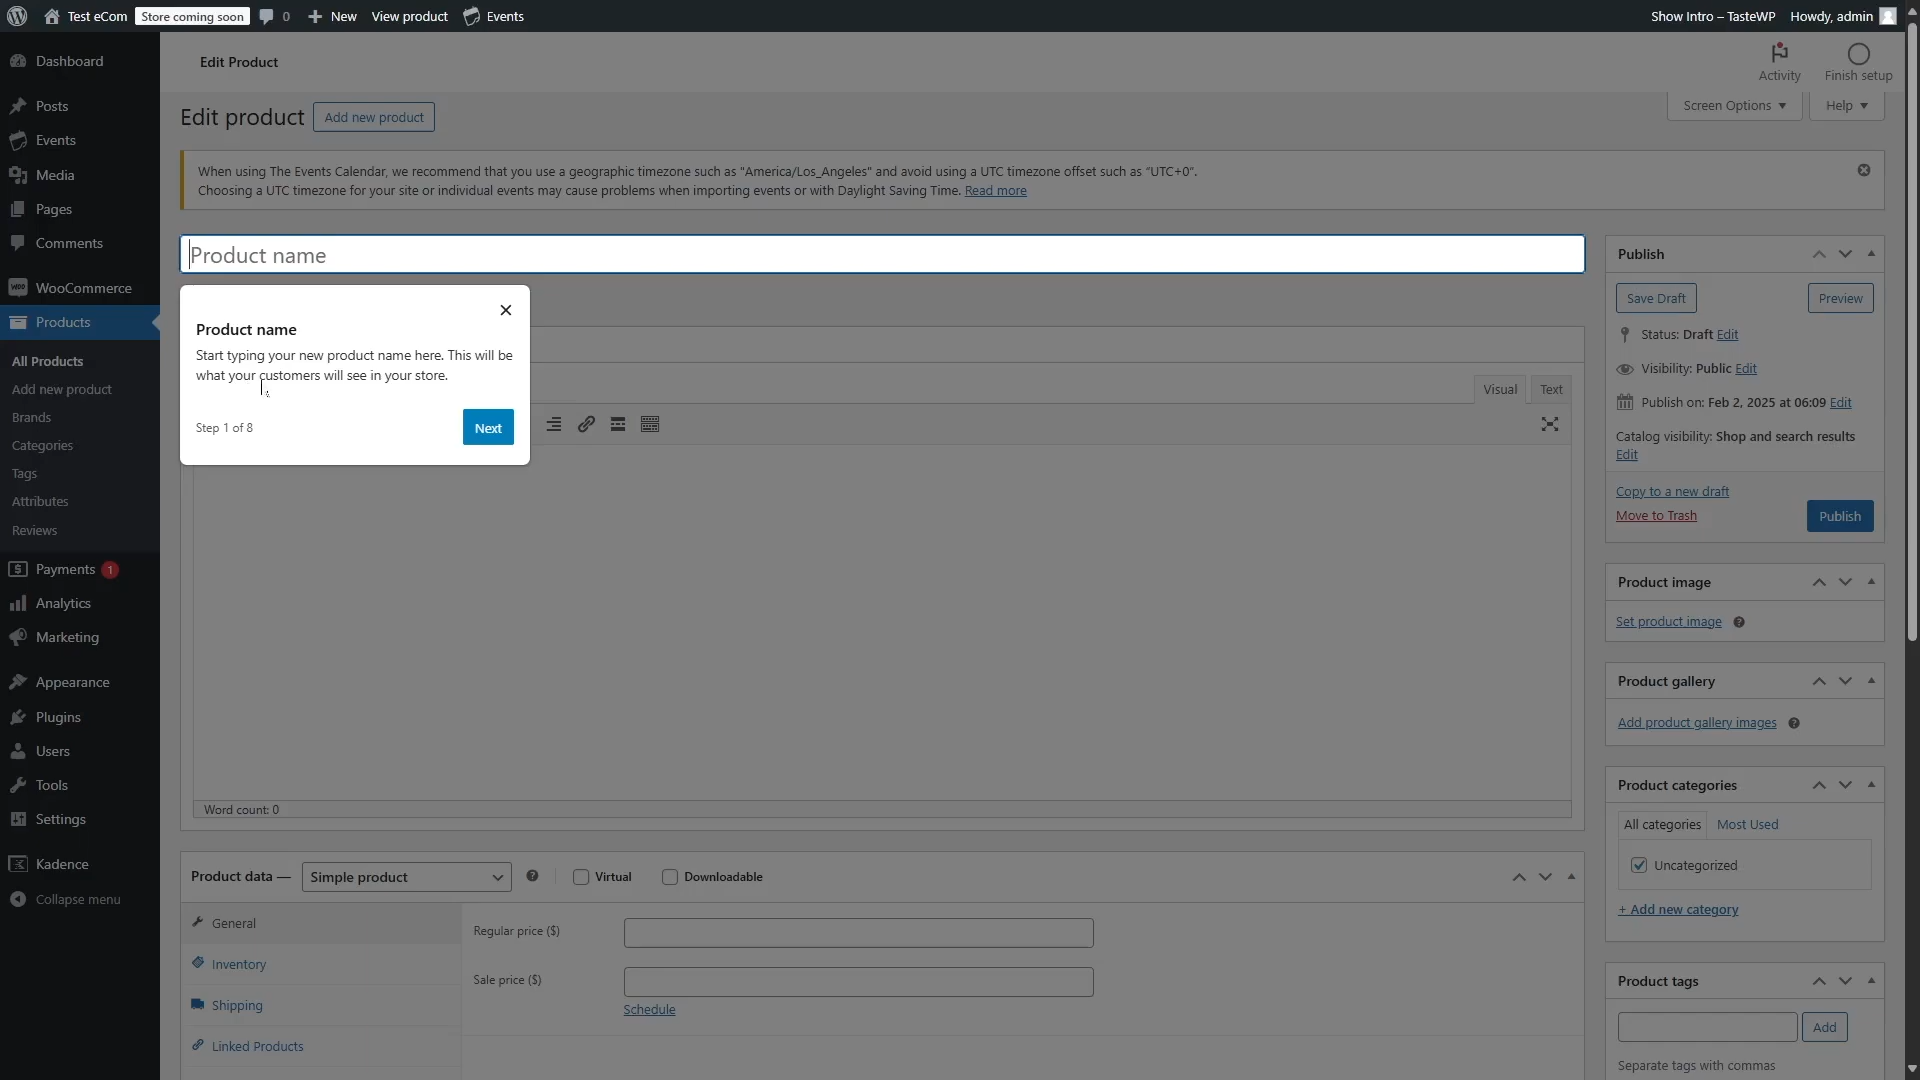 Test eCom
Store coming soon
0
New
View product
Events
Show Intro – TasteWP
Howdy, admin
Dashboard
Posts
Events
Media
Pages
Comments
WooCommerce
Products
All Products
Add new product
Brands
Categories
Tags
Attributes
Reviews
Payments 1
Analytics
Marketing
Appearance
Plugins
Users
Tools
Settings
Kadence
Collapse menu
Edit Product
Activity
Finish setup
Edit product
Add new product
Screen Options
Help
When using The Events Calendar, we recommend that you use a geographic timezone such as "America/Los_Angeles" and avoid using a UTC timezone offset such as “UTC+0”.
Choosing a UTC timezone for your site or individual events may cause problems when importing events or with Daylight Saving Time. Read more
Product name
Product name
Start typing your new product name here. This will be
what your customers will see in your store.
Step 1 of 8
Next
Visual
Text
Word count: 0
Product data —
Simple product
Virtual
Downloadable
General
Inventory
Shipping
Linked Products
Regular price ($)
Sale price ($)
Schedule
Publish
Save Draft
Preview
Status: Draft Edit
Visibility: Public Edit
Publish on: Feb 2, 2025 at 06:09 Edit
Catalog visibility: Shop and search results
Edit
Copy to a new draft
Move to Trash
Publish
Product image
Set product image
Product gallery
Add product gallery images
Product categories
All categories
Most Used
Uncategorized
+ Add new category
Product tags
Add
Separate tags with commas